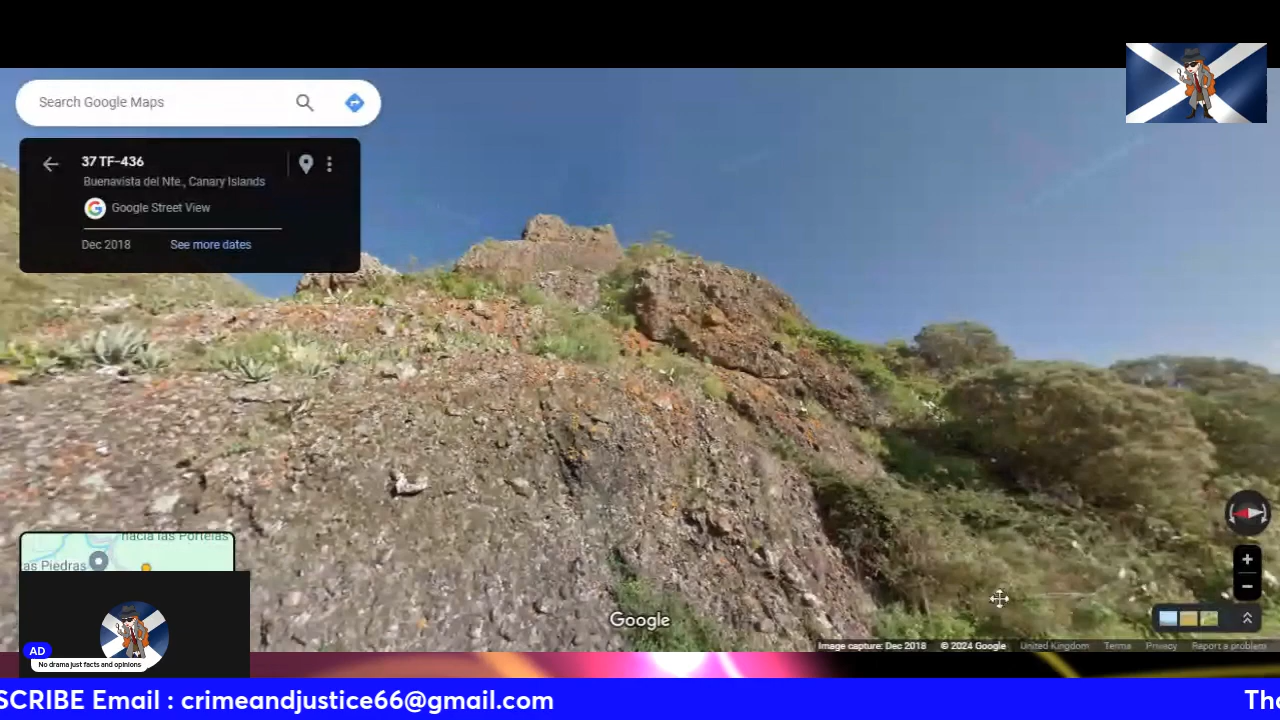 Search Google Maps
37 TF-436
Buenavista del Nte., Canary Islands
Google Street View
Dec 2018
See more dates
hacia las Portelas
as Piedras
Google
Image capture: Dec 2018
© 2024 Google
United Kingdom
Terms
Privacy
Report a problem
AD
No drama just facts and opinions
SCRIBE Email : crimeandjustice66@gmail.com
The